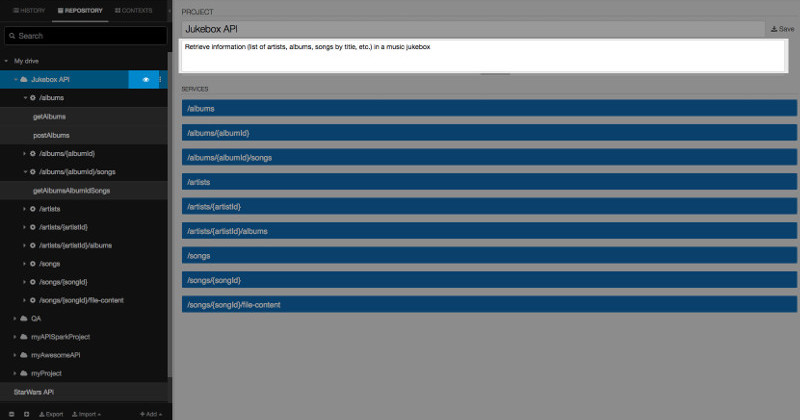 HISTORY REPOSITORY CONTEXTS
Search
My drive
Jukebox API
/albums
getAlbums
postAlbums
/albums/{albumId}
/albums/{albumId}/songs
getAlbumsAlbumIdSongs
/artists
/artists/{artistId}
/artists/{artistId}/albums
/songs
/songs/{songId}
/songs/{songId}/file-content
QA
myAPISparkProject
myAwesomeAPI
myProject
StarWars API
Export Import Add
PROJECT
Jukebox API
Save
Retrieve information (list of artists, albums, songs by title, etc.) in a music jukebox
SERVICES
/albums
/albums/{albumId}
/albums/{albumId}/songs
/artists
/artists/{artistId}
/artists/{artistId}/albums
/songs
/songs/{songId}
/songs/{songId}/file-content